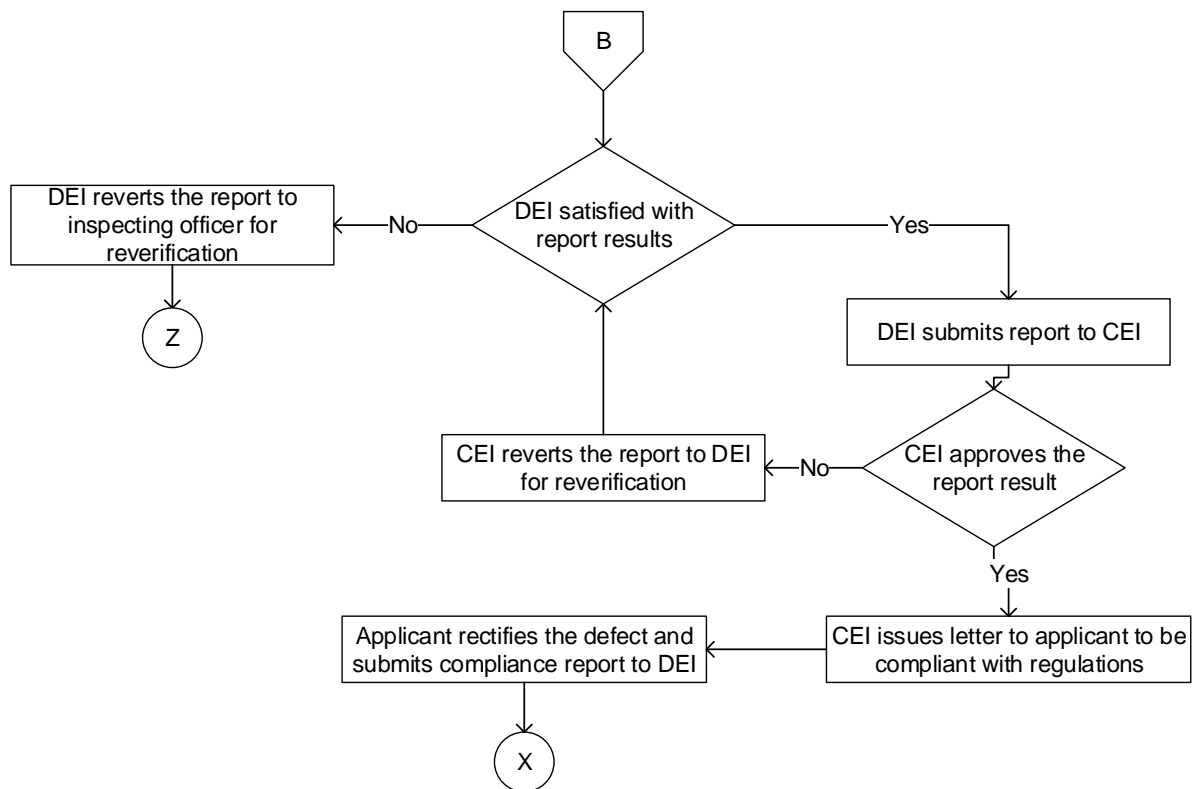 B
DEI satisfied with
report results
No
Yes
DEI reverts the report to
inspecting officer for
reverification
Z
DEI submits report to CEI
CEI approves the
report result
No
CEI reverts the report to DEI
for reverification
Yes
CEI issues letter to applicant to be
compliant with regulations
Applicant rectifies the defect and
submits compliance report to DEI
X